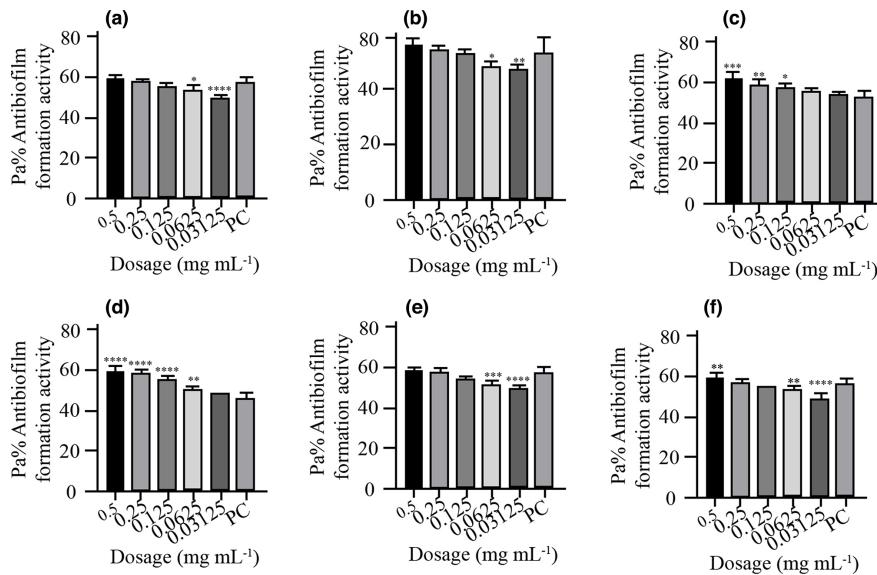 (a)
Pa% Antibiofilm
formation activity
80
60
40
20
0
*
****
0.5
0.25
0.125
0.0625
0.03125
PC
Dosage (mg mL-1)
(b)
Pa% Antibiofilm
formation activity
80
40
20
0
*
**
0.5
0.25
0.125
0.0625
0.03125
PC
Dosage (mg mL-1)
(c)
Pa% Antibiofilm
formation activity
80
60
40
20
0
***
**
*
0.5
0.25
0.125
0.0625
0.03125
PC
Dosage (mg mL-1)
(d)
Pa% Antibiofilm
formation activity
80
60
40
20
0
****
****
****
**
0.5
0.25
0.125
0.0625
0.03125
PC
Dosage (mg mL-1)
(e)
Pa% Antibiofilm
formation activity
80
60
40
20
0
***
****
0.5
0.25
0.125
0.0625
0.03125
PC
Dosage (mg mL-1)
(f)
Pa% Antibiofilm
formation activity
80
60
40
20
0
**
**
****
0.5
0.25
0.125
0.0625
0.03125
PC
Dosage (mg mL-1)